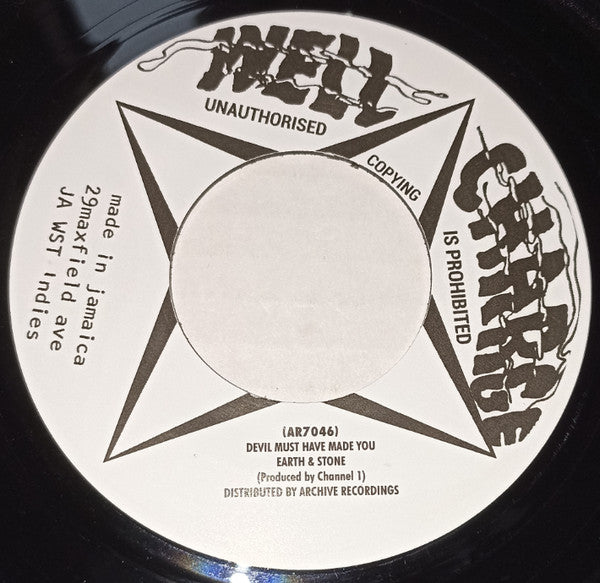 WELL
CHARGE
UNAUTHORISED
COPYING
IS PROHIBITED
made in jamaica
29maxfield ave
JA WST Indies
(AR7046)
DEVIL MUST HAVE MADE YOU
EARTH & STONE
(Produced by Channel 1)
DISTRIBUTED BY ARCHIVE RECORDINGS